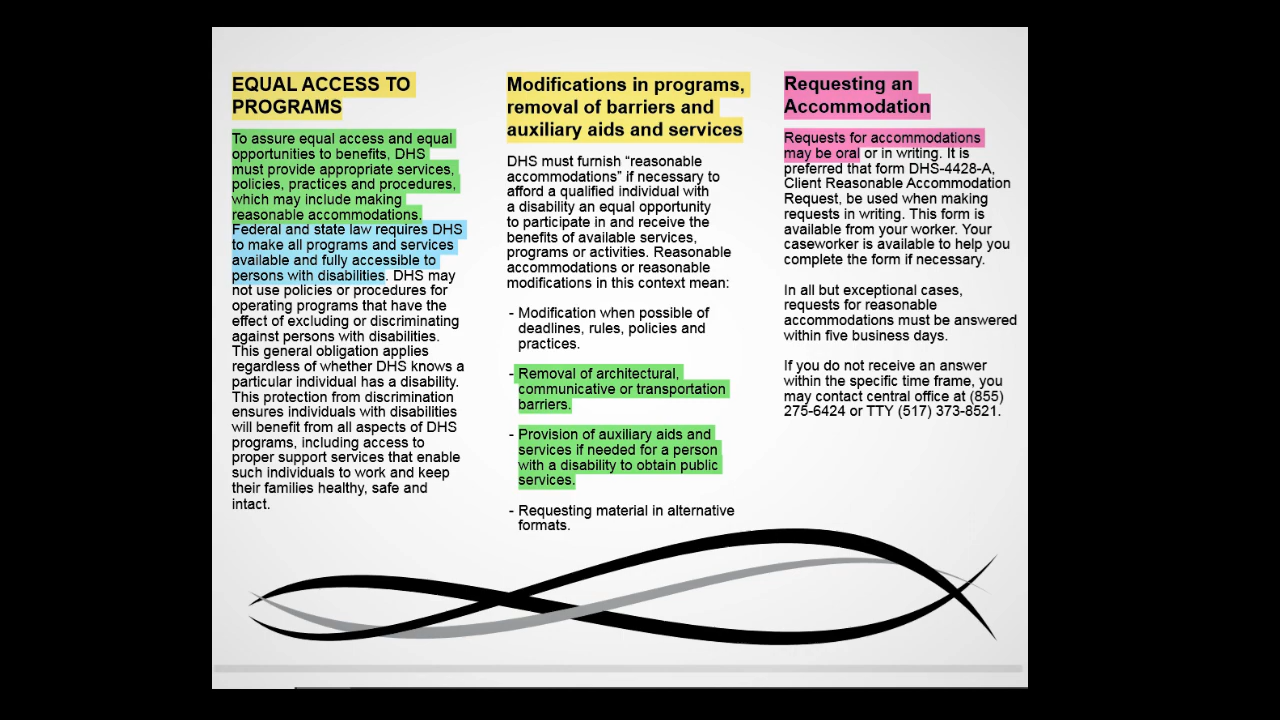 EQUAL ACCESS TO
PROGRAMS
To assure equal access and equal
opportunities to benefits, DHS
must provide appropriate services,
policies, practices and procedures,
which may include making
reasonable accommodations.
Federal and state law requires DHS
to make all programs and services
available and fully accessible to
persons with disabilities. DHS may
not use policies or procedures for
operating programs that have the
effect of excluding or discriminating
against persons with disabilities.
This general obligation applies
regardless of whether DHS knows a
particular individual has a disability.
This protection from discrimination
ensures individuals with disabilities
will benefit from all aspects of DHS
programs, including access to
proper support services that enable
such individuals to work and keep
their families healthy, safe and
intact.
Modifications in programs,
removal of barriers and
auxiliary aids and services
DHS must furnish “reasonable
accommodations” if necessary to
afford a qualified individual with
a disability an equal opportunity
to participate in and receive the
benefits of available services,
programs or activities. Reasonable
accommodations or reasonable
modifications in this context mean:
- Modification when possible of
deadlines, rules, policies and
practices.
- Removal of architectural,
communicative or transportation
barriers.
- Provision of auxiliary aids and
services if needed for a person
with a disability to obtain public
services.
- Requesting material in alternative
formats.
Requesting an
Accommodation
Requests for accommodations
may be oral or in writing. It is
preferred that form DHS-4428-A,
Client Reasonable Accommodation
Request, be used when making
requests in writing. This form is
available from your worker. Your
caseworker is available to help you
complete the form if necessary.
In all but exceptional cases,
requests for reasonable
accommodations must be answered
within five business days.
If you do not receive an answer
within the specific time frame, you
may contact central office at (855)
275-6424 or TTY (517) 373-8521.